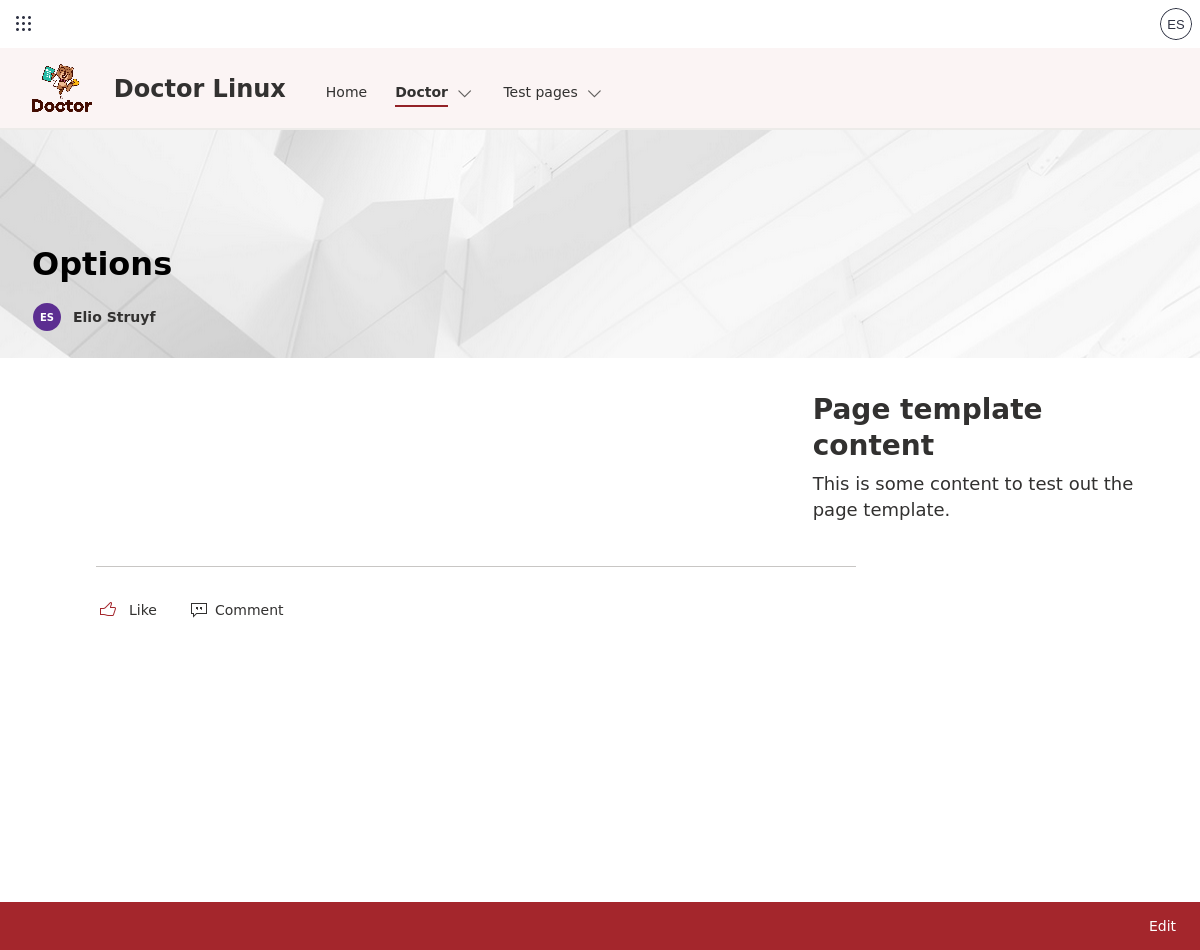 ES
Doctor
Doctor Linux
Home
Doctor
Test pages
Options
ES
Elio Struyf
Page template
content
This is some content to test out the
page template.
Like
Comment
Edit